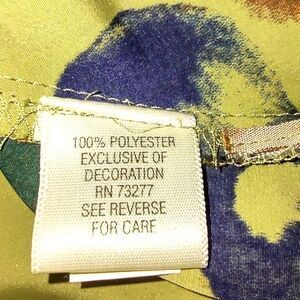 100% POLYESTER
EXCLUSIVE OF
DECORATION
RN 73277
SEE REVERSE
FOR CARE